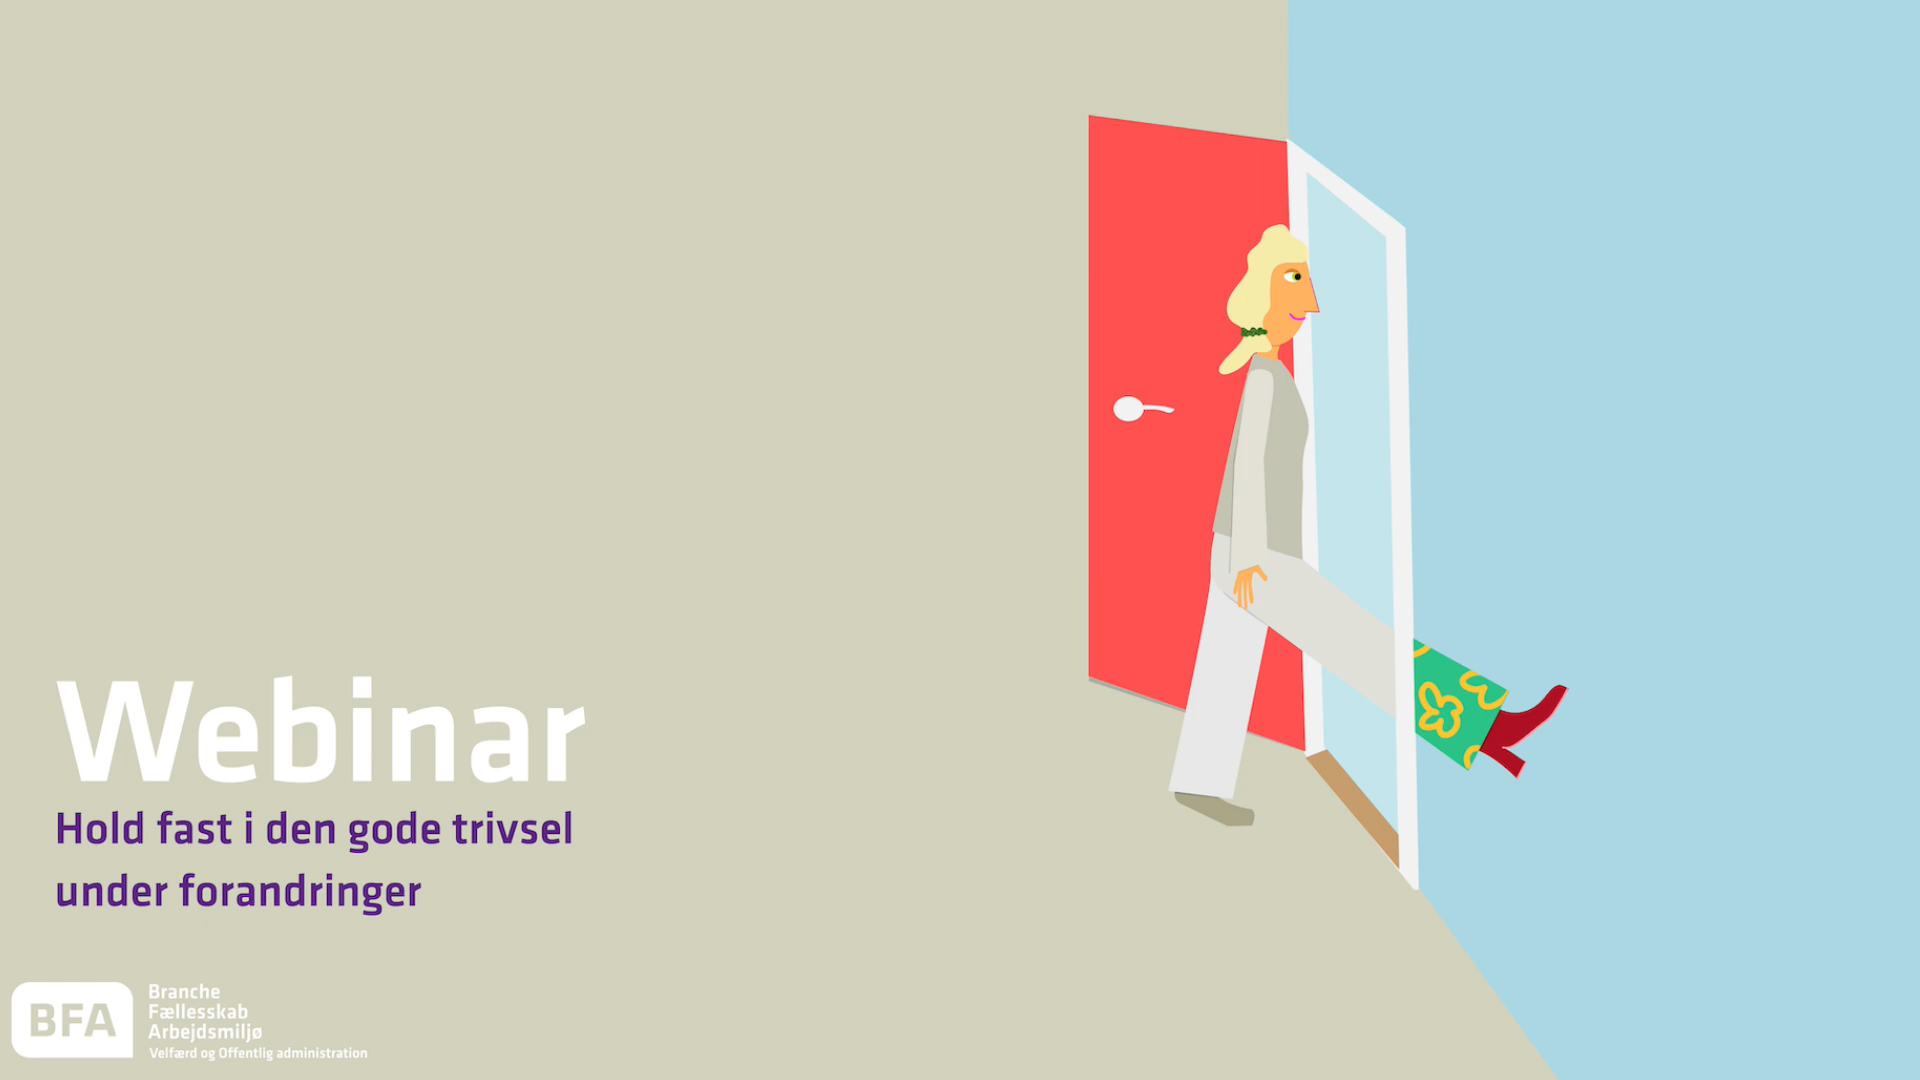 Webinar
Hold fast i den gode trivsel
under forandringer
BFA
Branche
Fællesskab
Arbejdsmiljø
Velfærd og Offentlig administration